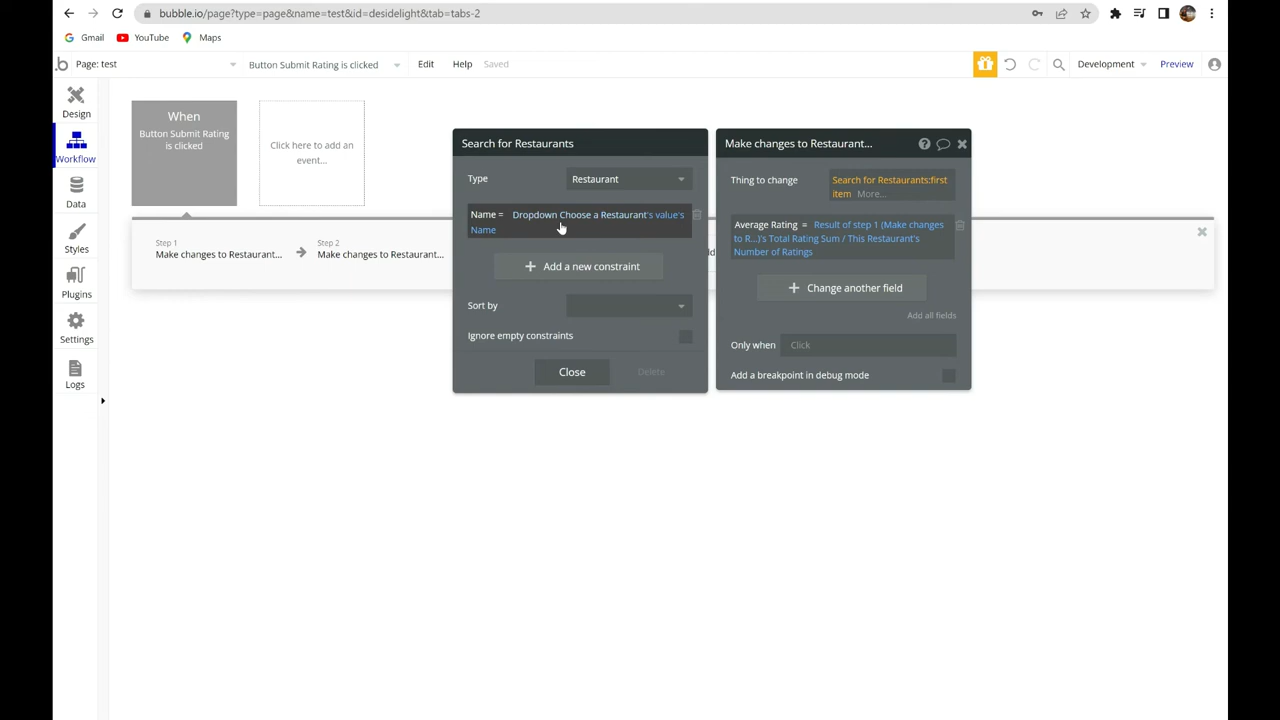 bubble.io/page?type=page&name=test&id=desidelight&tab=tabs-2
Gmail
YouTube
Maps
Page: test
Button Submit Rating is clicked
Edit
Help
Saved
Development
Preview
Design
Workflow
Data
Styles
Plugins
Settings
Logs
When
Button Submit Rating
is clicked
Click here to add an
event...
Step 1
Make changes to Restaurant...
Step 2
Make changes to Restaurant...
Search for Restaurants
Type
Restaurant
Name = Dropdown Choose a Restaurant's value's
Name
+ Add a new constraint
Sort by
Ignore empty constraints
Close
Delete
Make changes to Restaurant...
Thing to change
Search for Restaurants:first
item More...
Average Rating = Result of step 1 (Make changes
to R...)'s Total Rating Sum / This Restaurant's
Number of Ratings
+ Change another field
Add all fields
Only when
Click
Add a breakpoint in debug mode